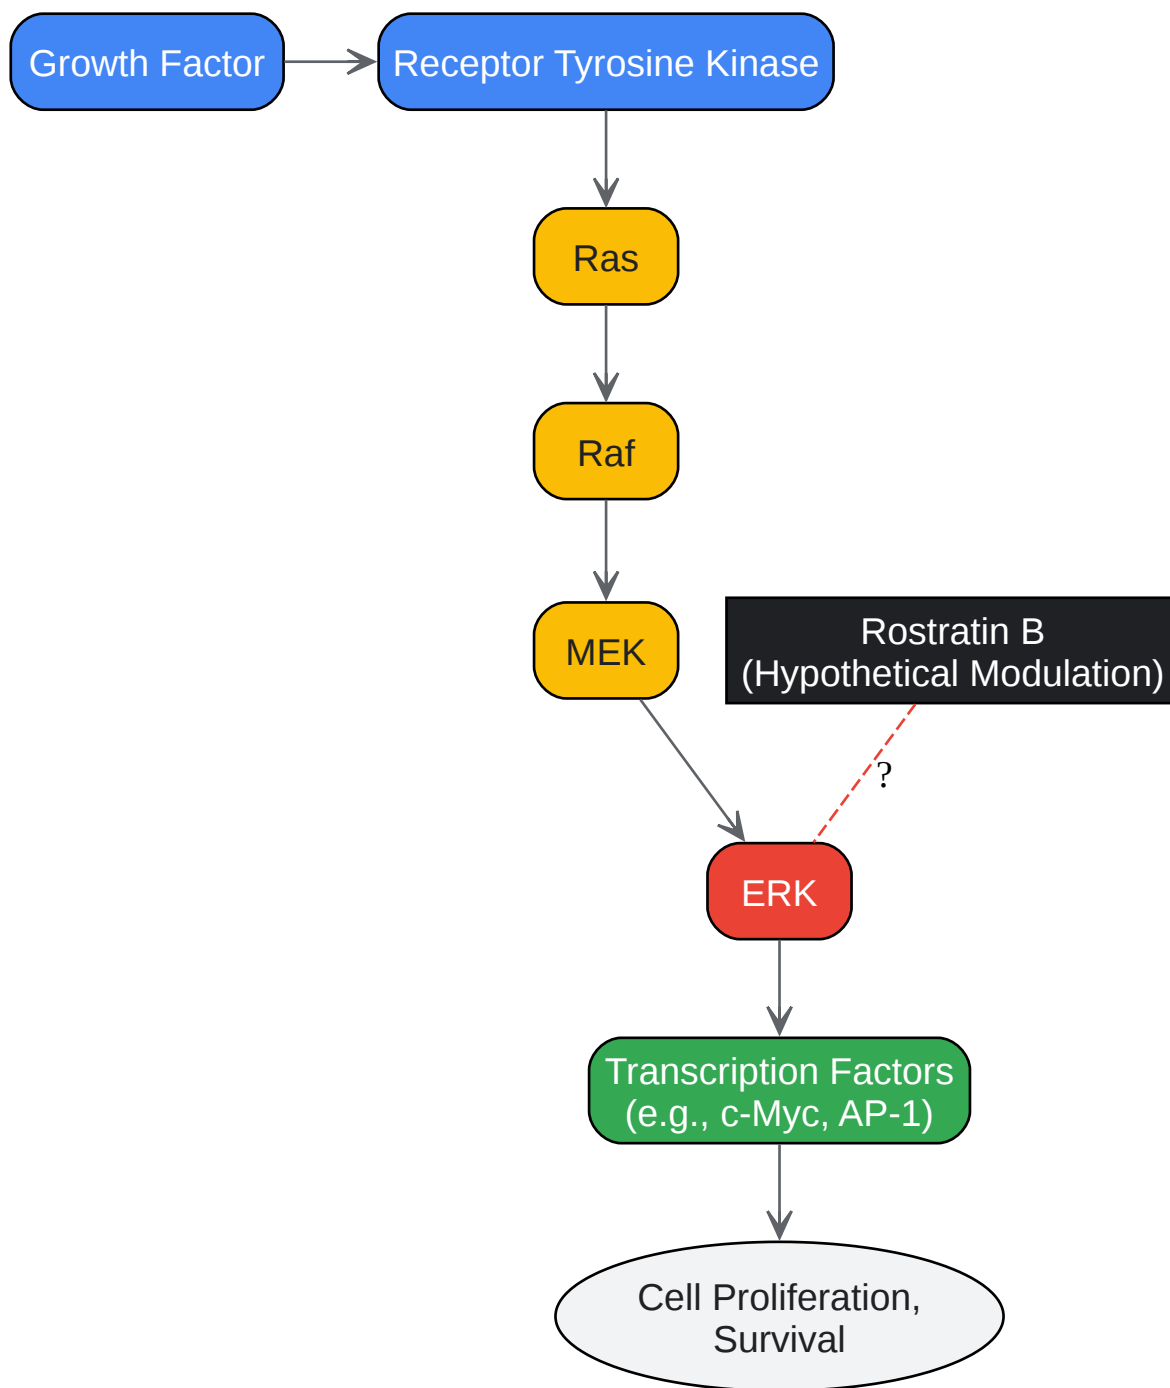 Growth Factor
Receptor Tyrosine Kinase
Ras
Raf
MEK
Rostratin B
(Hypothetical Modulation)
?
ERK
Transcription Factors
(e.g., c-Myc, AP-1)
Cell Proliferation,
Survival